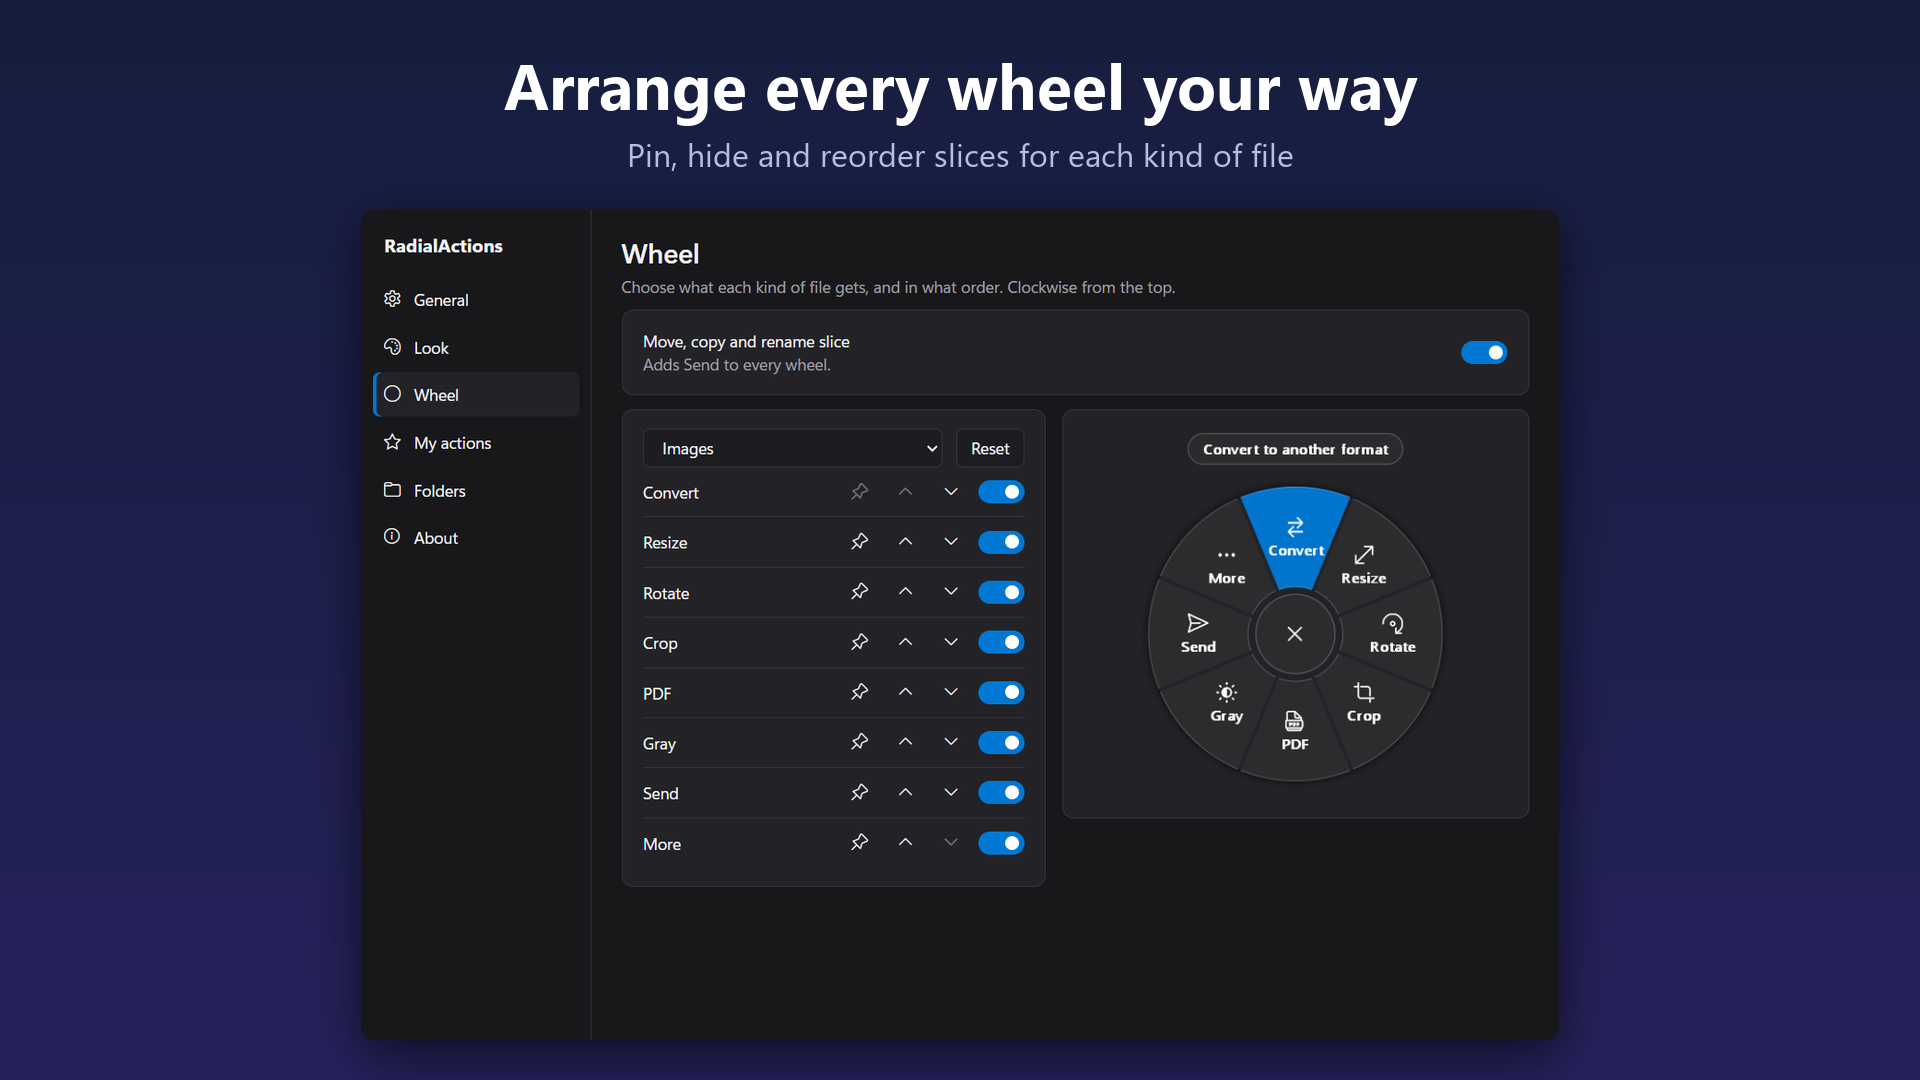 Arrange every wheel your way
Pin, hide and reorder slices for each kind of file
RadialActions
General
Look
Wheel
My actions
Folders
About
Wheel
Choose what each kind of file gets, and in what order. Clockwise from the top.
Move, copy and rename slice
Adds Send to every wheel.
Images
Reset
Convert
Resize
Rotate
Crop
PDF
Gray
Send
More
Convert to another format
Convert
Resize
Rotate
Crop
PDF
PDF
Gray
Send
More